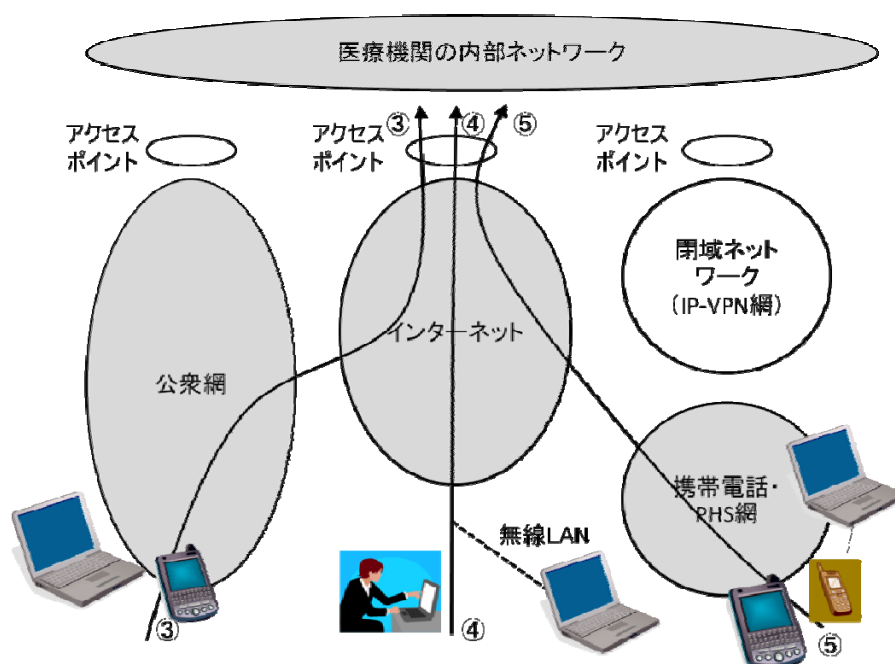 医療機関の内部ネットワーク
③
④
⑤
アクセス
ポイント
アクセス
ポイント
アクセス
ポイント
閉域ネット
ワーク
(IP-VPN網)
インターネット
公衆網
携帯電話・
PHS網
無線LAN
③
④
⑤